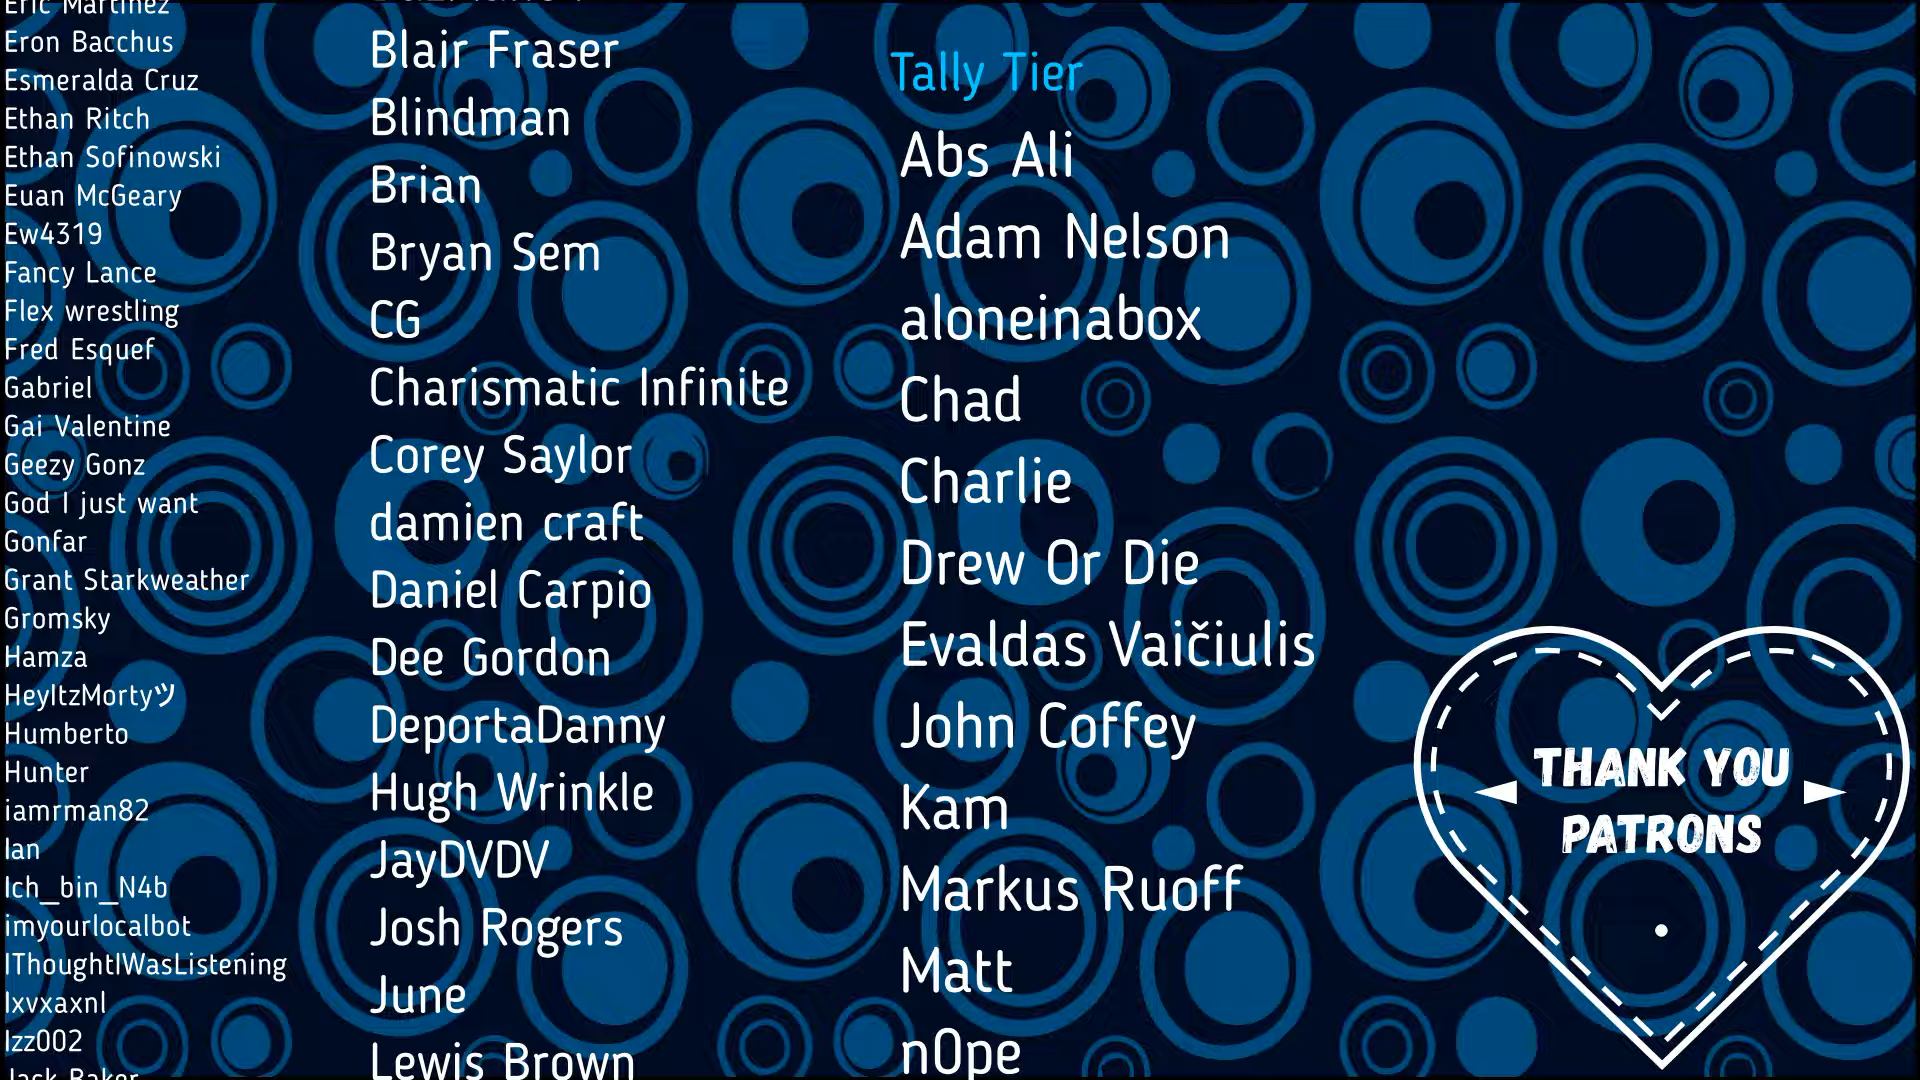 Eric Martinez
Eron Bacchus
Esmeralda Cruz
Ethan Ritch
Ethan Sofinowski
Euan McGeary
Ew4319
Fancy Lance
Flex wrestling
Fred Esquef
Gabriel
Gai Valentine
Geezy Gonz
God I just want
Gonfar
Grant Starkweather
Gromsky
Hamza
HeyItzMortyツ
Humberto
Hunter
iamrman82
Ian
Ich_bin_N4b
imyourlocalbot
IThoughtIWasListening
Ixvxaxnl
Izz002
Jack Baker
Blair Fraser
Blindman
Brian
Bryan Sem
CG
Charismatic Infinite
Corey Saylor
damien craft
Daniel Carpio
Dee Gordon
DeportaDanny
Hugh Wrinkle
JayDVDV
Josh Rogers
June
Lewis Brown
Tally Tier
Abs Ali
Adam Nelson
aloneinabox
Chad
Charlie
Drew Or Die
Evaldas Vaičiulis
John Coffey
Kam
Markus Ruoff
Matt
n0pe
THANK YOU
PATRONS